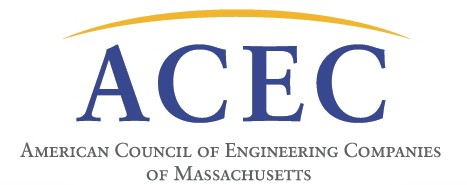 ACEC
American Council of Engineering Companies
of Massachusetts